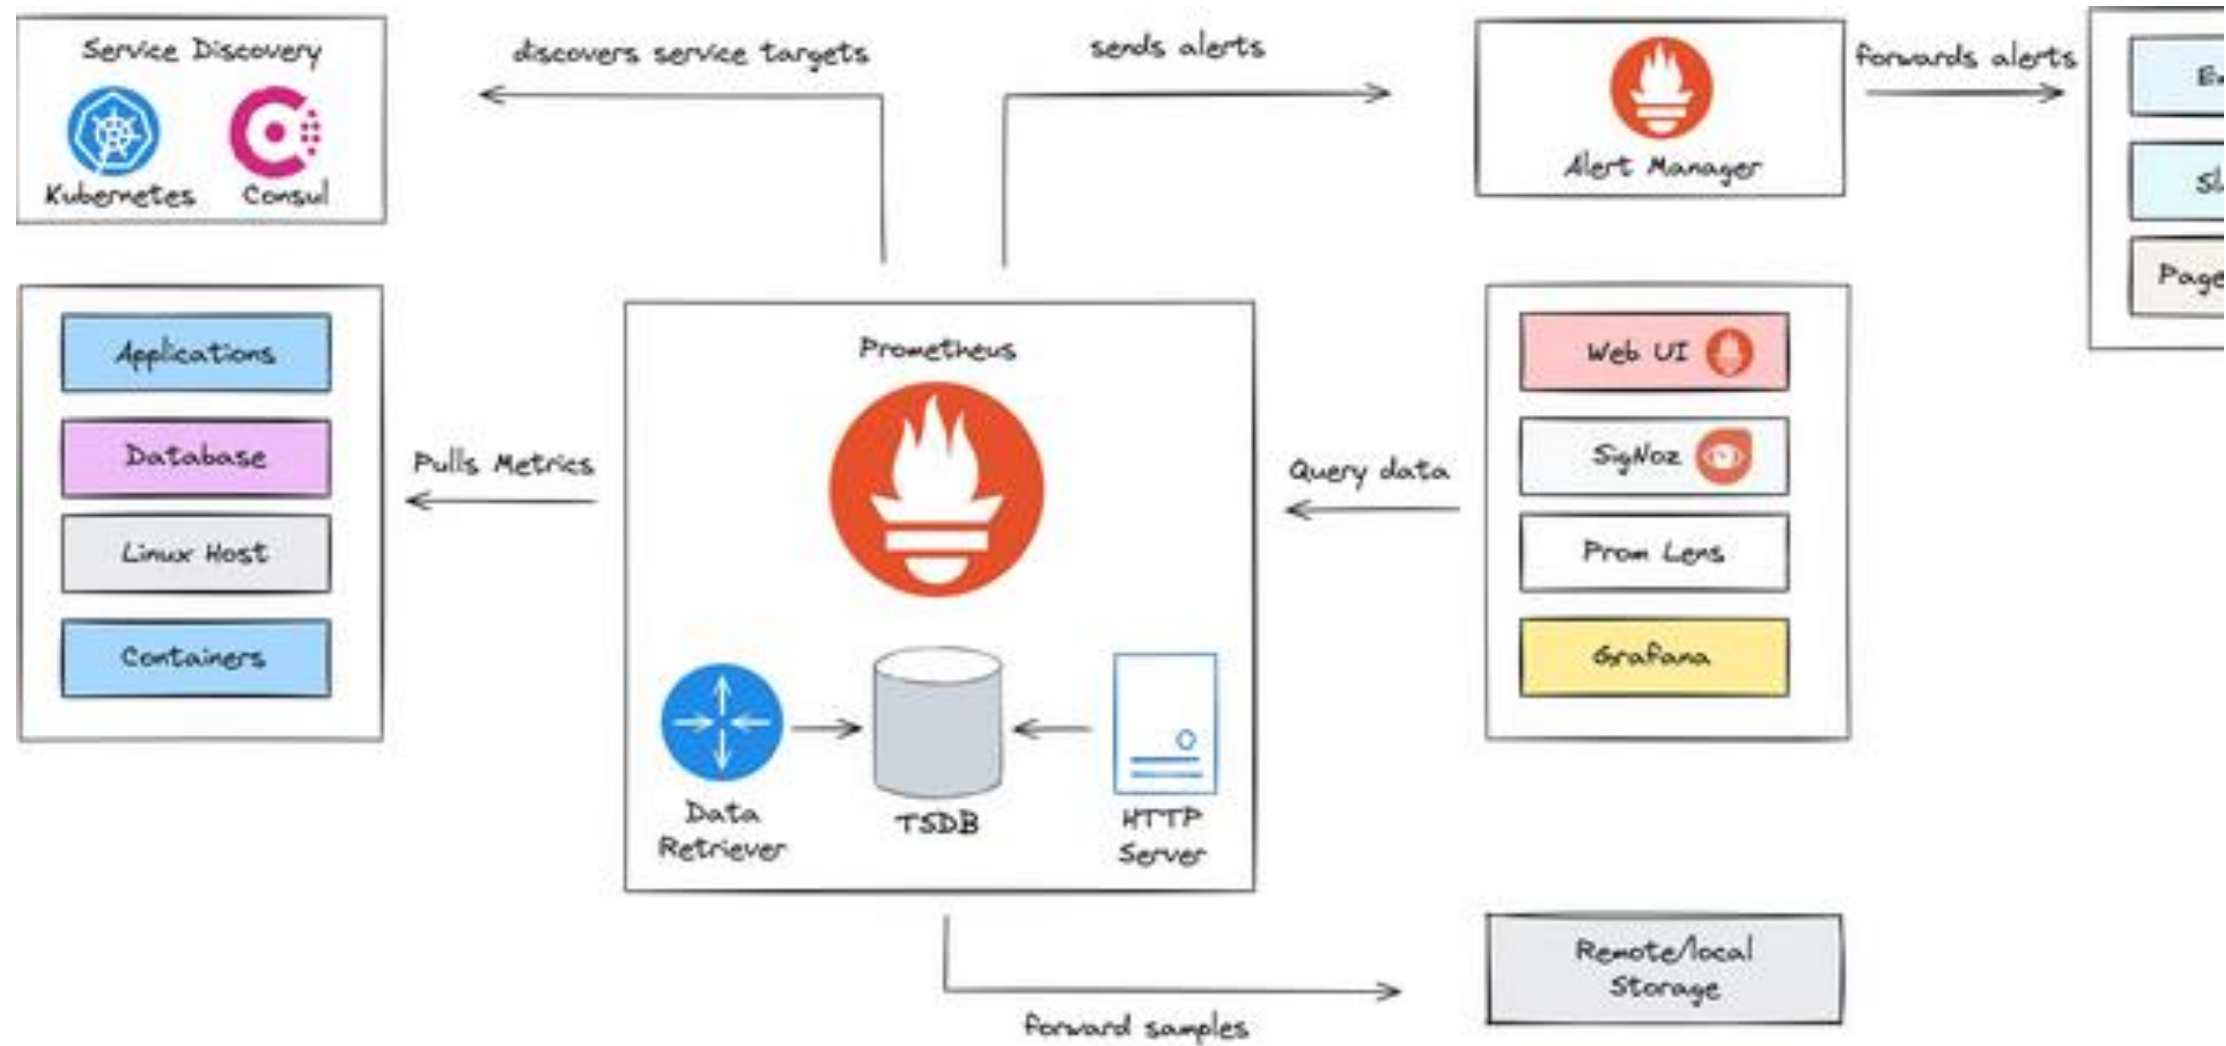 Service Discovery
Kubernetes
Consul
discovers service targets
sends alerts
Alert Manager
forwards alerts
Applications
Database
Linux Host
Containers
Pulls Metrics
Prometheus
Data
Retriever
TSDB
HTTP
Server
Query data
Web UI
SigNoz
Prom Lens
Grafana
forward samples
Remote/local
Storage